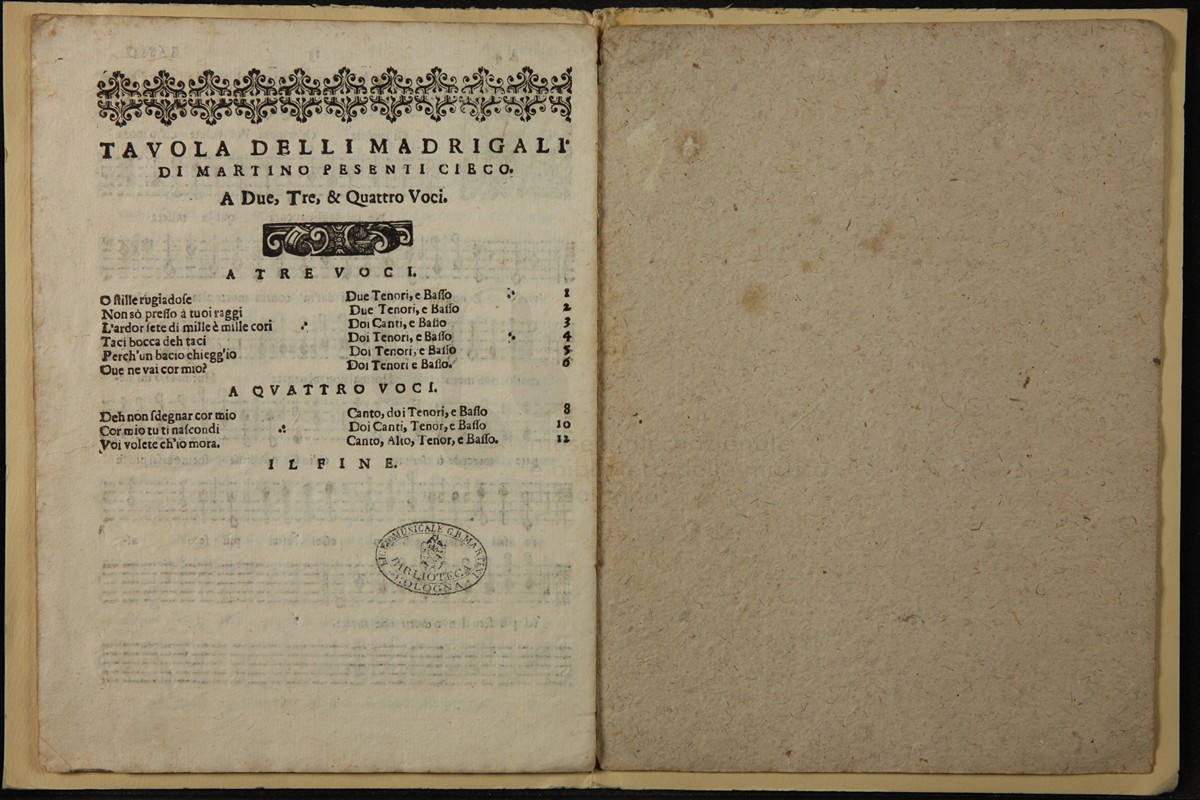 TAVOLA DELLI MADRIGALI
DI MARTINO PESENTI CIECO.
A Due, Tre, & Quattro Voci.
A TRE VOCI.
O ſtille rugiadoſe Due Tenori, e Baſſo 1
Non sò preſſo à tuoi raggi Due Tenori, e Baſſo 2
L'ardor ſete di mille è mille cori Doi Canti, e Baſſo 3
Taci bocca deh taci Doi Tenori, e Baſſo 4
Perch'un bacio chiegg'io Doi Tenori, e Baſſo 5
Oue ne vai cor mio? Doi Tenori e Baſſo. 6
A QVATTRO VOCI.
Deh non ſdegnar cor mio Canto, doi Tenori, e Baſſo 8
Cor mio tu ti naſcondi Doi Canti, Tenor, e Baſſo 10
Voi volete ch'io mora. Canto, Alto, Tenor, e Baſſo. 12
IL FINE.
MUSICALE G.B. MARTINI
BIBLIOTECA
BOLOGNA